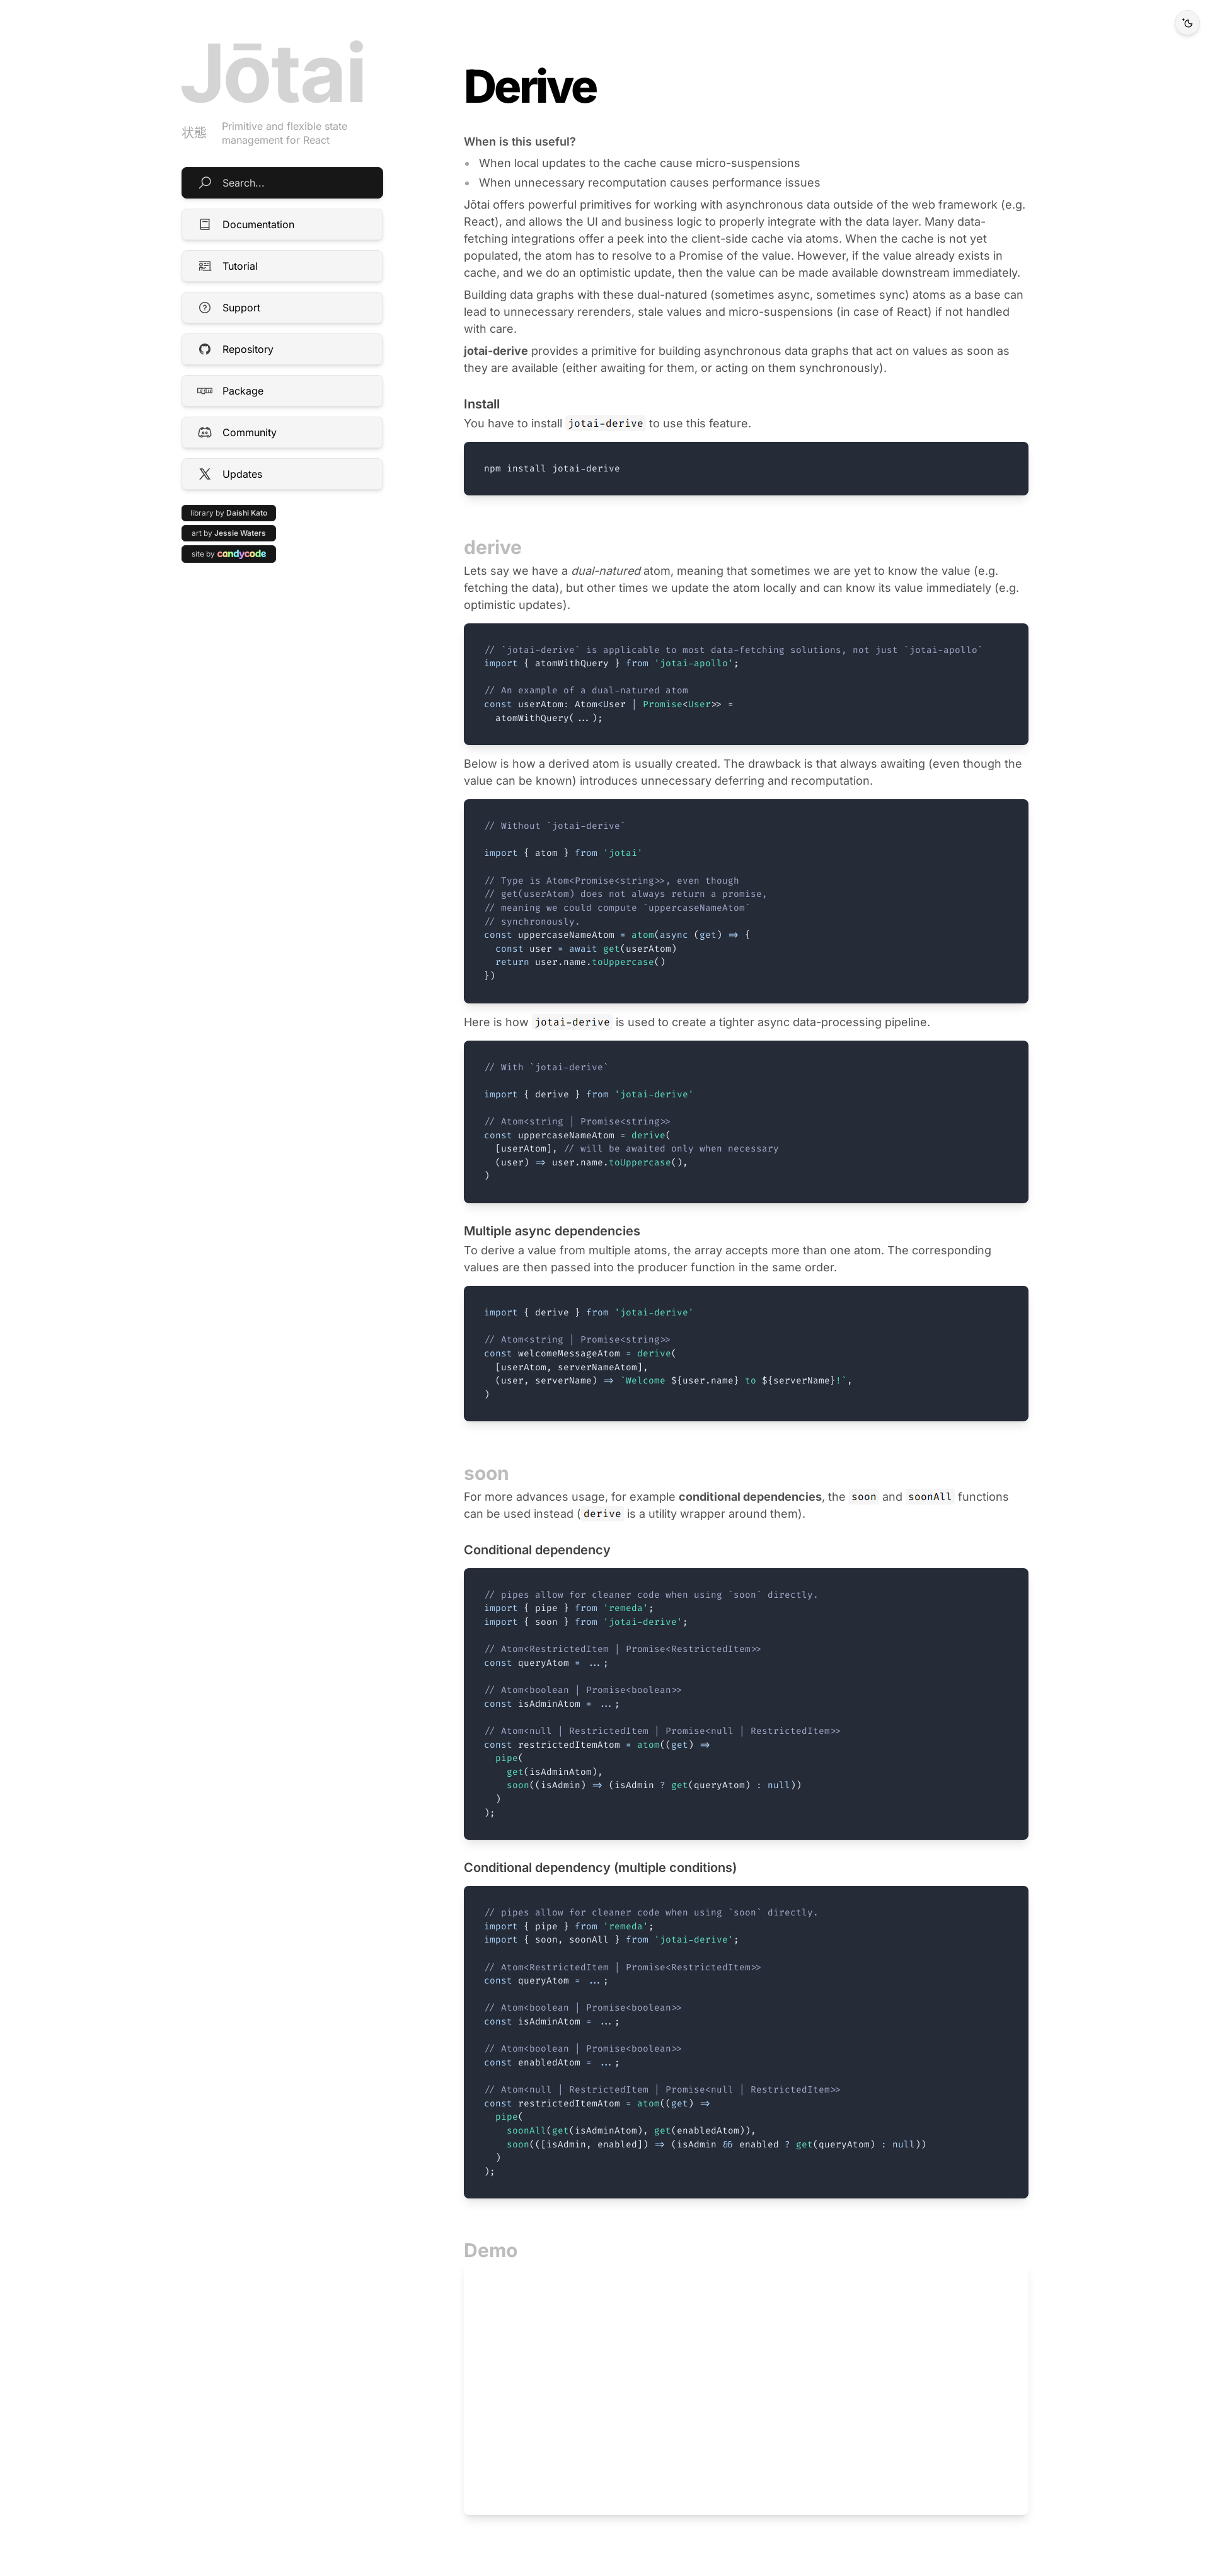 Jōtai
状態
Primitive and flexible state
management for React
Search...
Documentation
Tutorial
Support
Repository
Package
Community
Updates
library by Daishi Kato
art by Jessie Waters
site by candycode
Derive
When is this useful?
• When local updates to the cache cause micro-suspensions
• When unnecessary recomputation causes performance issues
Jōtai offers powerful primitives for working with asynchronous data outside of the web framework (e.g.
React), and allows the UI and business logic to properly integrate with the data layer. Many data-
fetching integrations offer a peek into the client-side cache via atoms. When the cache is not yet
populated, the atom has to resolve to a Promise of the value. However, if the value already exists in
cache, and we do an optimistic update, then the value can be made available downstream immediately.
Building data graphs with these dual-natured (sometimes async, sometimes sync) atoms as a base can
lead to unnecessary rerenders, stale values and micro-suspensions (in case of React) if not handled
with care.
jotai-derive provides a primitive for building asynchronous data graphs that act on values as soon as
they are available (either awaiting for them, or acting on them synchronously).
Install
You have to install jotai-derive to use this feature.
npm install jotai-derive
derive
Lets say we have a dual-natured atom, meaning that sometimes we are yet to know the value (e.g.
fetching the data), but other times we update the atom locally and can know its value immediately (e.g.
optimistic updates).
// `jotai-derive` is applicable to most data-fetching solutions, not just `jotai-apollo`
import { atomWithQuery } from 'jotai-apollo';
// An example of a dual-natured atom
const userAtom: Atom<User | Promise<User>> =
  atomWithQuery(...);
Below is how a derived atom is usually created. The drawback is that always awaiting (even though the
value can be known) introduces unnecessary deferring and recomputation.
// Without `jotai-derive`
import { atom } from 'jotai'
// Type is Atom<Promise<string>>, even though
// get(userAtom) does not always return a promise,
// meaning we could compute `uppercaseNameAtom`
// synchronously.
const uppercaseNameAtom = atom(async (get) => {
  const user = await get(userAtom)
  return user.name.toUppercase()
})
Here is how jotai-derive is used to create a tighter async data-processing pipeline.
// With `jotai-derive`
import { derive } from 'jotai-derive'
// Atom<string | Promise<string>>
const uppercaseNameAtom = derive(
  [userAtom], // will be awaited only when necessary
  (user) => user.name.toUppercase(),
)
Multiple async dependencies
To derive a value from multiple atoms, the array accepts more than one atom. The corresponding
values are then passed into the producer function in the same order.
import { derive } from 'jotai-derive'
// Atom<string | Promise<string>>
const welcomeMessageAtom = derive(
  [userAtom, serverNameAtom],
  (user, serverName) => `Welcome ${user.name} to ${serverName}!`,
)
soon
For more advances usage, for example conditional dependencies, the soon and soonAll functions
can be used instead (derive is a utility wrapper around them).
Conditional dependency
// pipes allow for cleaner code when using `soon` directly.
import { pipe } from 'remeda';
import { soon } from 'jotai-derive';
// Atom<RestrictedItem | Promise<RestrictedItem>>
const queryAtom = ...;
// Atom<boolean | Promise<boolean>>
const isAdminAtom = ...;
// Atom<null | RestrictedItem | Promise<null | RestrictedItem>>
const restrictedItemAtom = atom((get) =>
  pipe(
    get(isAdminAtom),
    soon((isAdmin) => (isAdmin ? get(queryAtom) : null))
  )
);
Conditional dependency (multiple conditions)
// pipes allow for cleaner code when using `soon` directly.
import { pipe } from 'remeda';
import { soon, soonAll } from 'jotai-derive';
// Atom<RestrictedItem | Promise<RestrictedItem>>
const queryAtom = ...;
// Atom<boolean | Promise<boolean>>
const isAdminAtom = ...;
// Atom<boolean | Promise<boolean>>
const enabledAtom = ...;
// Atom<null | RestrictedItem | Promise<null | RestrictedItem>>
const restrictedItemAtom = atom((get) =>
  pipe(
    soonAll(get(isAdminAtom), get(enabledAtom)),
    soon(([isAdmin, enabled]) => (isAdmin && enabled ? get(queryAtom) : null))
  )
);
Demo